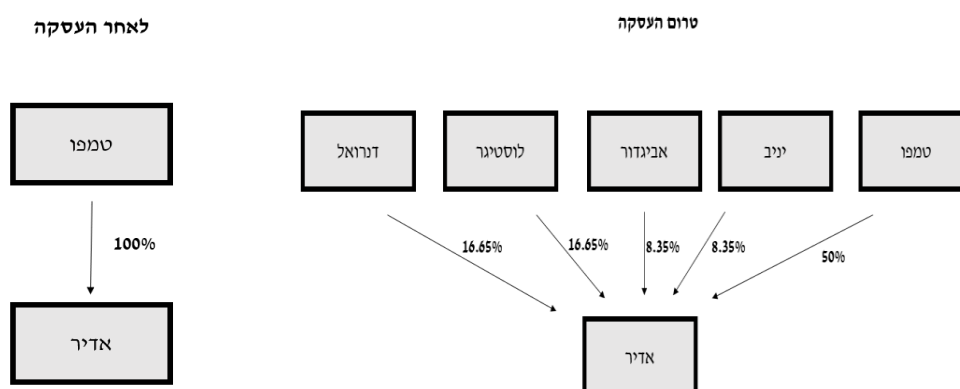 טרום העסקה
טמפו
יניב
אביגדור
לוסטיגר
דנרואל
50%
8.35%
8.35%
16.65%
16.65%
אדיר
לאחר העסקה
טמפו
100%
אדיר